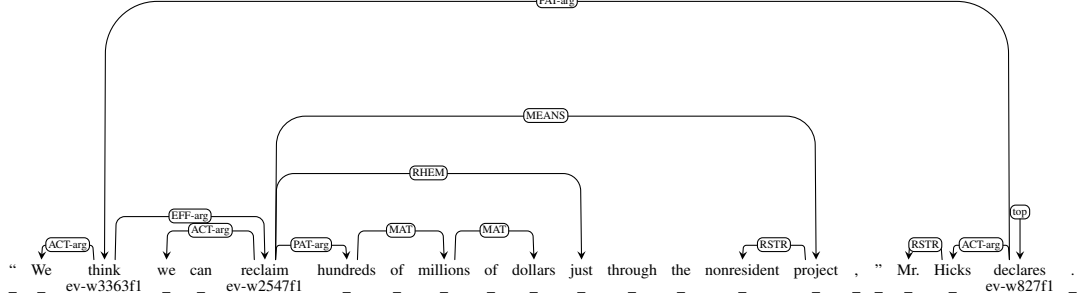 PAT-arg
MEANS
RHEM
top
EFF-arg
ACT-arg ACT-arg PAT-arg MAT MAT RSTR RSTR ACT-arg
“ We think we can reclaim hundreds of millions of dollars just through the nonresident project , ” Mr. Hicks declares .
_ _ ev-w3363f1 _ _ ev-w2547f1 _ _ _ _ _ _ _ _ _ _ _ _ _ _ ev-w827f1 _